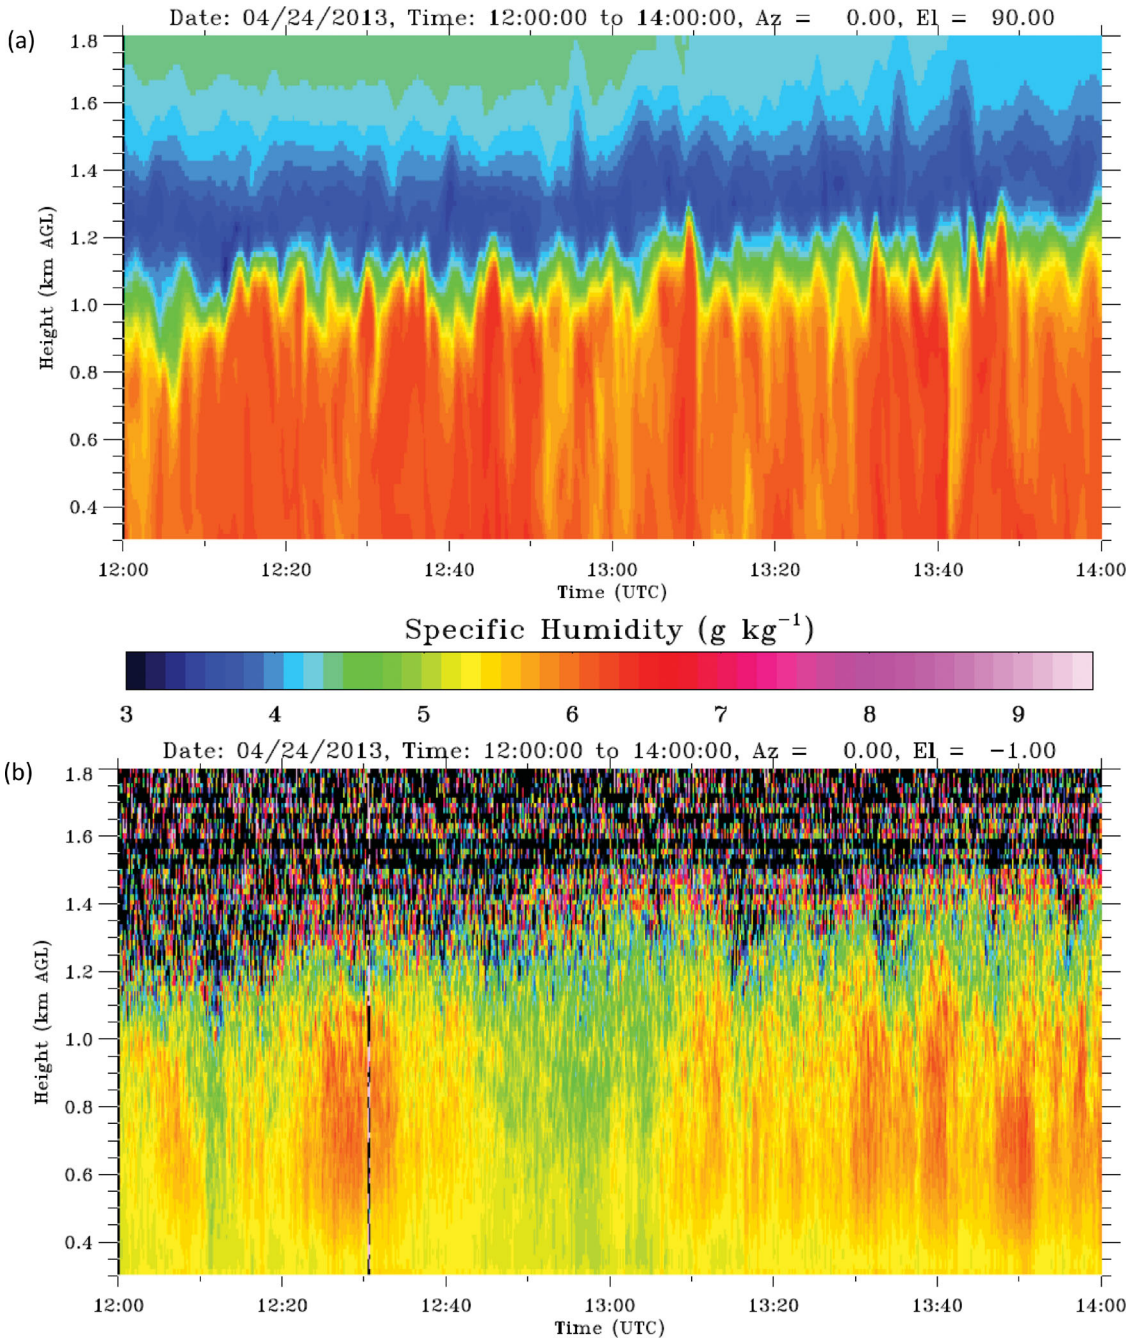 Date: 04/24/2013, Time: 12:00:00 to 14:00:00, Az = 0.00, El = 90.00
(a)
1.8
1.6
1.4
1.2
1.0
0.8
0.6
0.4
Height (km AGL)
12:00 12:20 12:40 13:00 13:20 13:40 14:00
Time (UTC)
Specific Humidity (g kg⁻¹)
3 4 5 6 7 8 9
Date: 04/24/2013, Time: 12:00:00 to 14:00:00, Az = 0.00, El = −1.00
(b)
1.8
1.6
1.4
1.2
1.0
0.8
0.6
0.4
Height (km AGL)
12:00 12:20 12:40 13:00 13:20 13:40 14:00
Time (UTC)